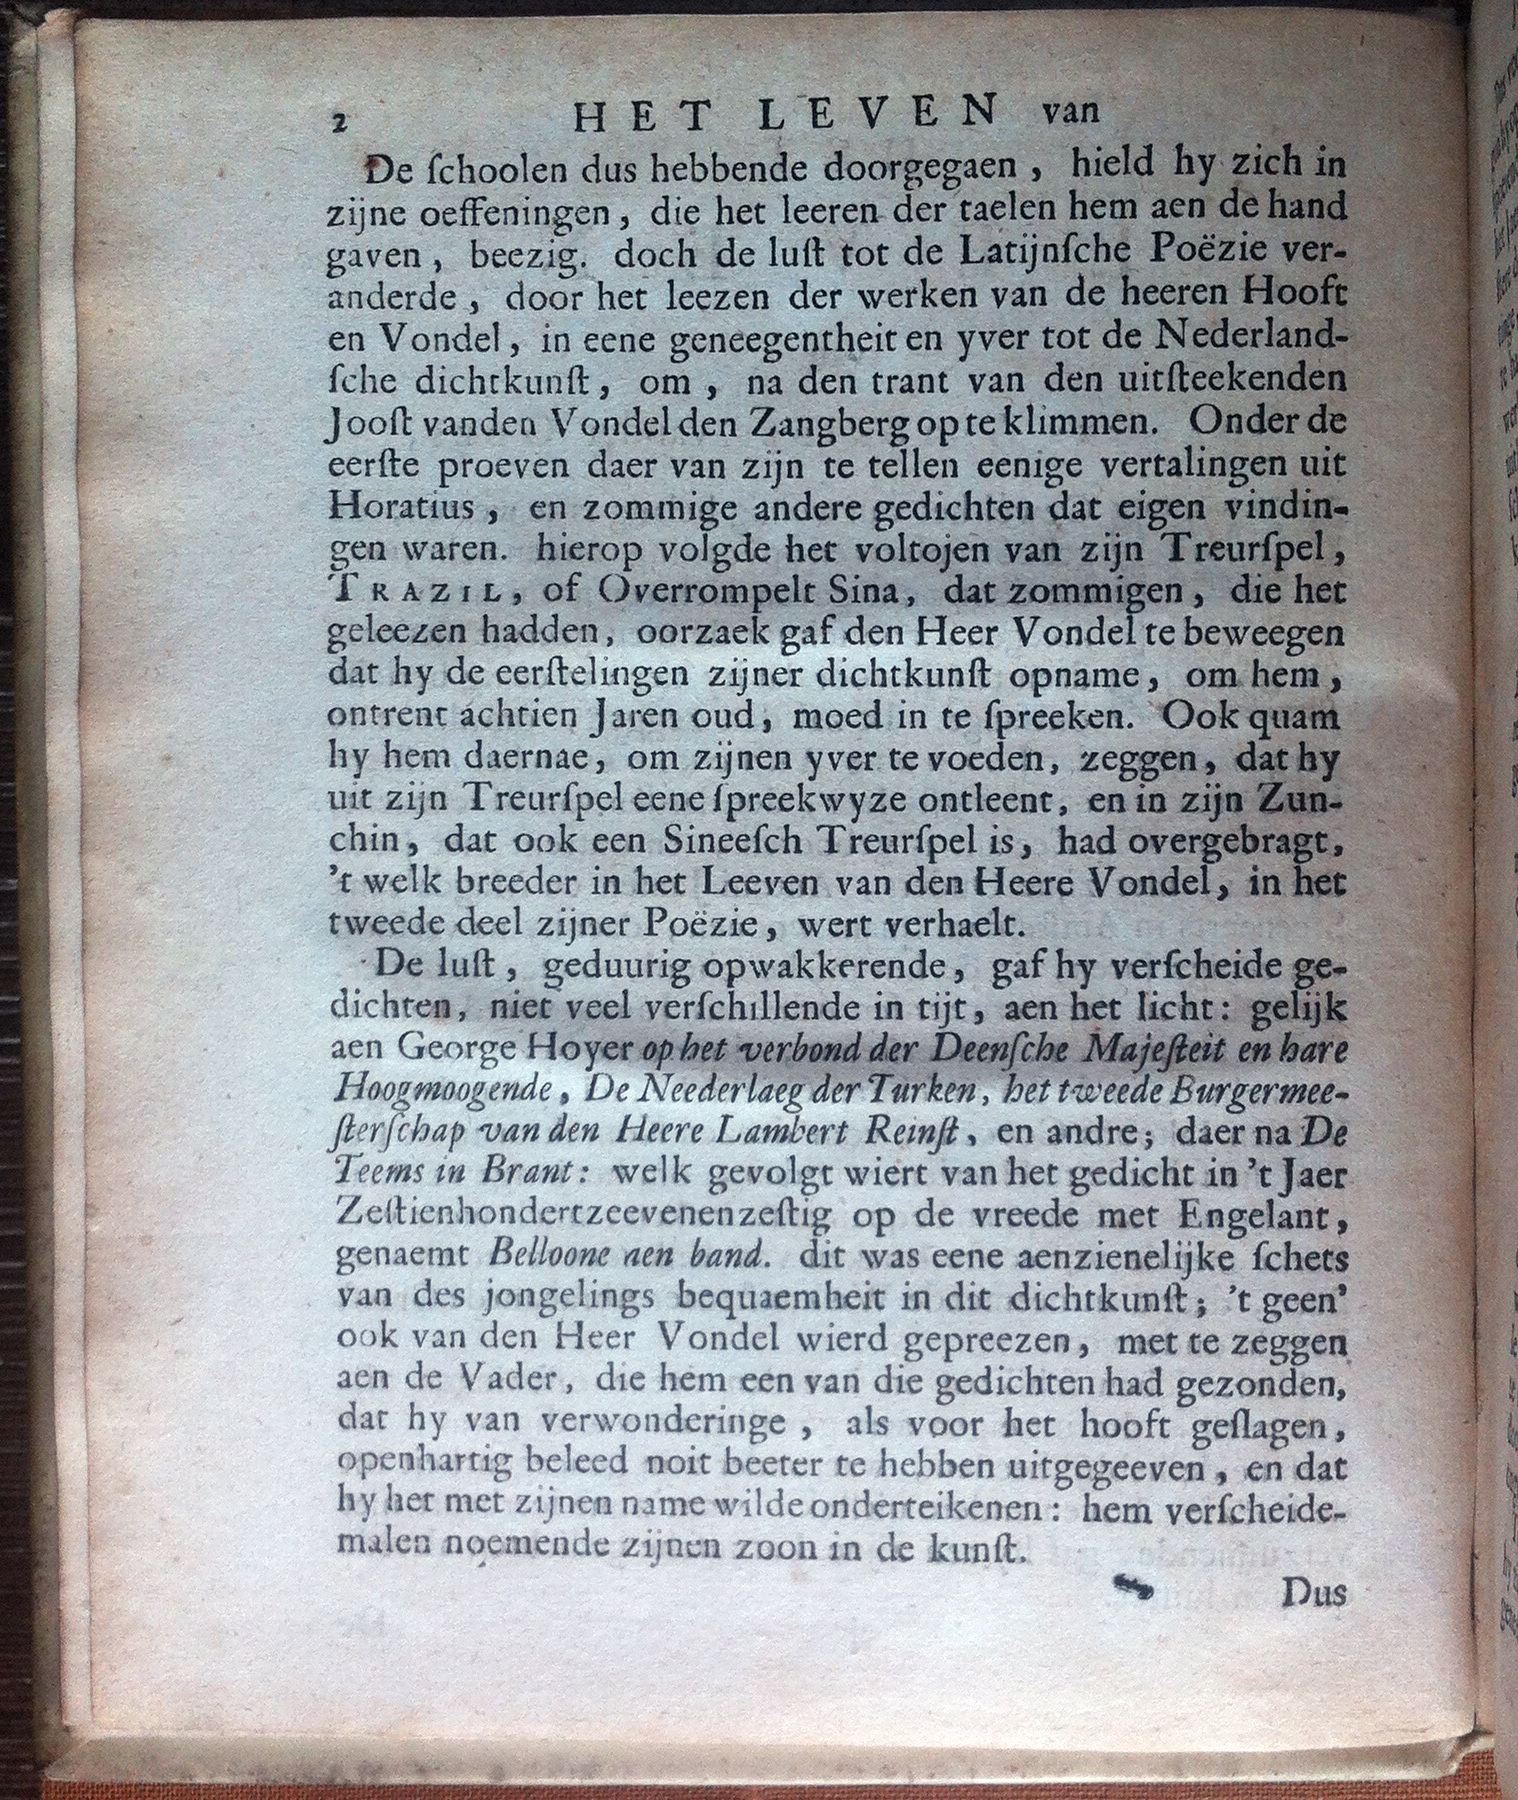 2 HET LEVEN van
De ſchoolen dus hebbende doorgegaen, hield hy zich in
zijne oeffeningen, die het leeren der taelen hem aen de hand
gaven, beezig. doch de luſt tot de Latijnſche Poëzie ver-
anderde, door het leezen der werken van de heeren Hooft
en Vondel, in eene geneegentheit en yver tot de Nederland-
ſche dichtkunſt, om, na den trant van den uitſteekenden
Jooſt vanden Vondel den Zangberg op te klimmen. Onder de
eerſte proeven daer van zijn te tellen eenige vertalingen uit
Horatius, en zommige andere gedichten dat eigen vindin-
gen waren. hierop volgde het voltojen van zijn Treurſpel,
TRAZIL, of Overrompelt Sina, dat zommigen, die het
geleezen hadden, oorzaek gaf den Heer Vondel te beweegen
dat hy de eerſtelingen zijner dichtkunſt opname, om hem,
ontrent achtien Jaren oud, moed in te ſpreeken. Ook quam
hy hem daernae, om zijnen yver te voeden, zeggen, dat hy
uit zijn Treurſpel eene ſpreekwyze ontleent, en in zijn Zun-
chin, dat ook een Sineeſch Treurſpel is, had overgebragt,
't welk breeder in het Leeven van den Heere Vondel, in het
tweede deel zijner Poëzie, wert verhaelt.
De luſt, geduurig opwakkerende, gaf hy verſcheide ge-
dichten, niet veel verſchillende in tijt, aen het licht: gelijk
aen George Hoyer op het verbond der Deenſche Majeſteit en hare
Hoogmoogende, De Neederlaeg der Turken, het tweede Burgermee-
ſterſchap van den Heere Lambert Reinſt, en andre; daer na De
Teems in Brant: welk gevolgt wiert van het gedicht in 't Jaer
Zeſtienhondertzeevenenzeſtig op de vreede met Engelant,
genaemt Belloone aen band. dit was eene aenzienelijke ſchets
van des jongelings bequaemheit in dit dichtkunſt; 't geen'
ook van den Heer Vondel wierd gepreezen, met te zeggen
aen de Vader, die hem een van die gedichten had gezonden,
dat hy van verwonderinge, als voor het hooft geſlagen,
openhartig beleed noit beeter te hebben uitgegeeven, en dat
hy het met zijnen name wilde onderteikenen: hem verſcheide-
malen noemende zijnen zoon in de kunſt.
Dus